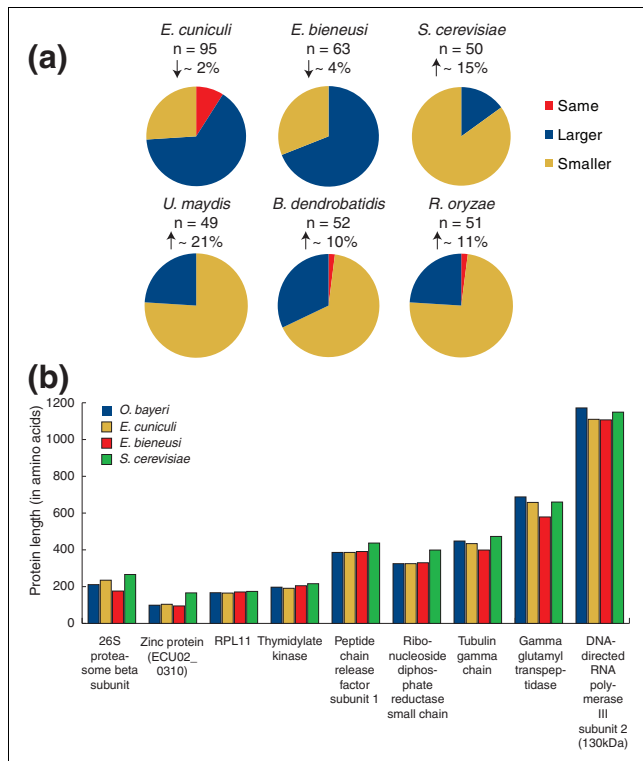 (a)
E. cuniculi
n = 95
↓~ 2%
E. bieneusi
n = 63
↓~ 4%
S. cerevisiae
n = 50
↑~ 15%
Same
Larger
Smaller
U. maydis
n = 49
↑~ 21%
B. dendrobatidis
n = 52
↑~ 10%
R. oryzae
n = 51
↑~ 11%
(b)
Protein length (in amino acids)
1200
1000
800
600
400
200
0
O. bayeri
E. cuniculi
E. bieneusi
S. cerevisiae
26S
protea-
some beta
subunit
Zinc protein
(ECU02_
0310)
RPL11
Thymidylate
kinase
Peptide
chain
release
factor
subunit 1
Ribo-
nucleoside
diphos-
phate
reductase
small chain
Tubulin
gamma
chain
Gamma
glutamyl
transpep-
tidase
DNA-
directed
RNA
poly-
merase
III
subunit 2
(130kDa)